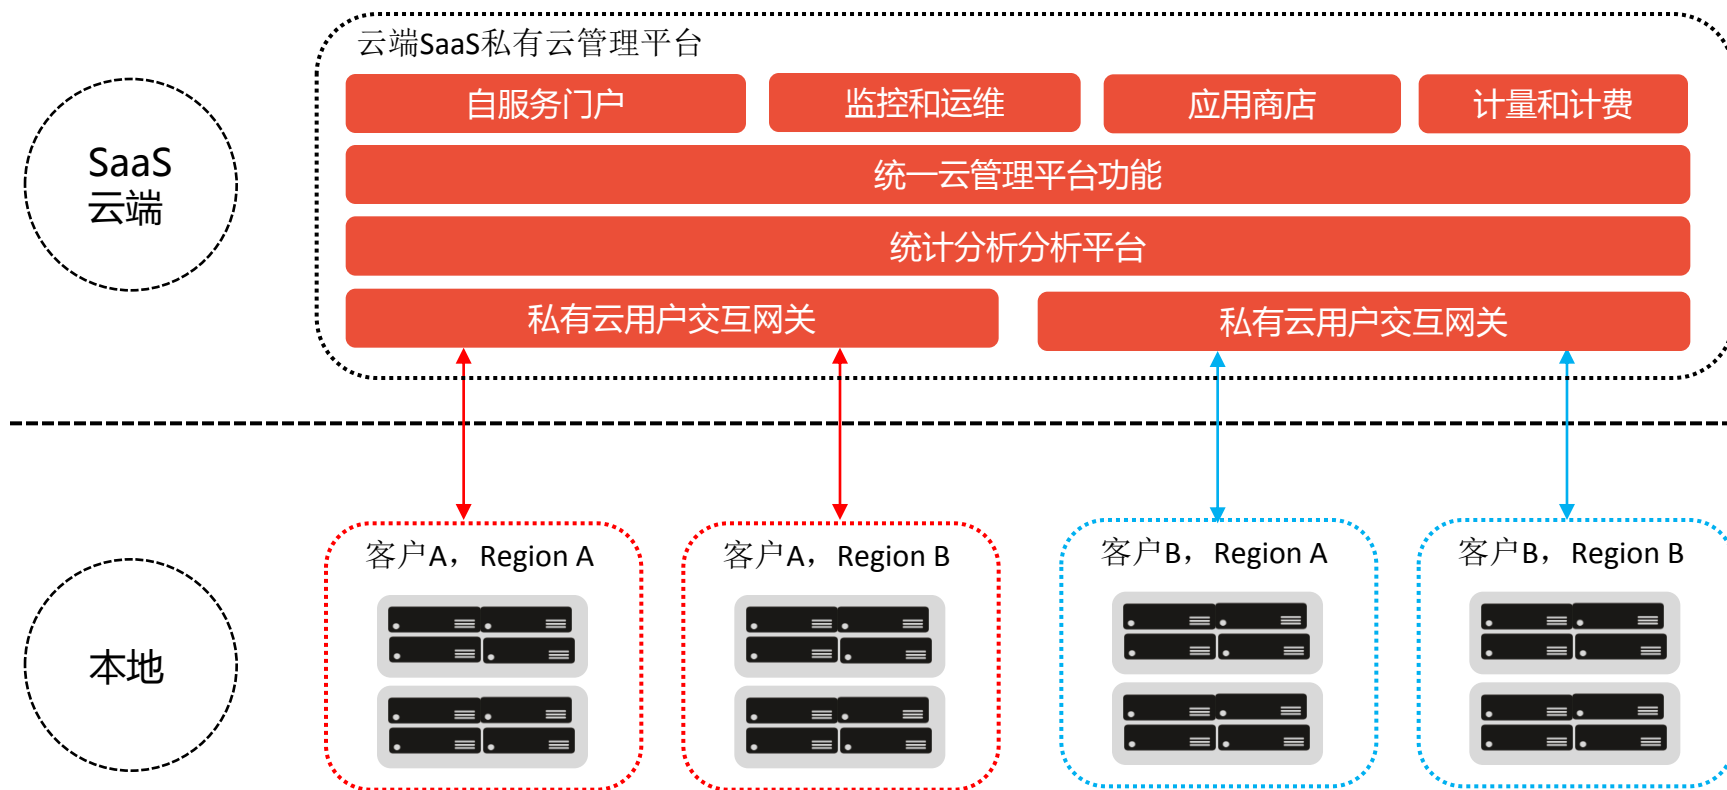 云端SaaS私有云管理平台
自服务门户
监控和运维
应用商店
计量和计费
SaaS
云端
统一云管理平台功能
统计分析分析平台
私有云用户交互网关
私有云用户交互网关
客户A，Region A
客户A，Region B
客户B，Region A
客户B，Region B
本地